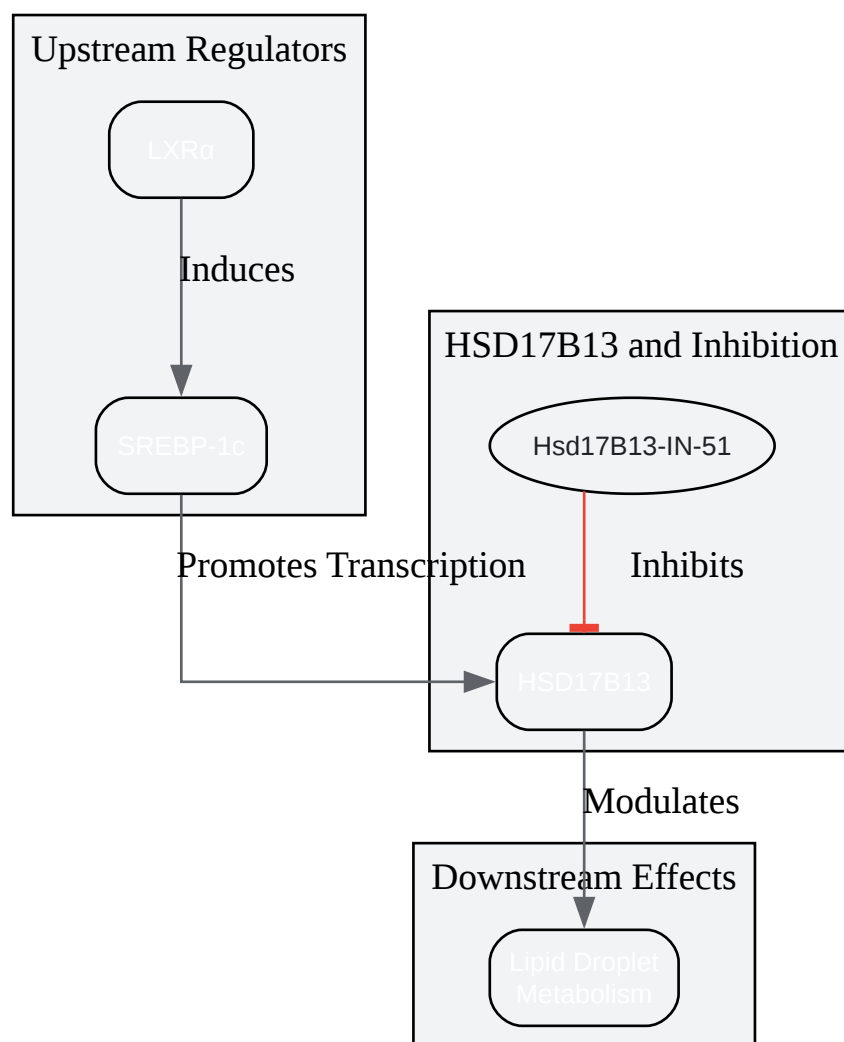 Upstream Regulators
LXRα
Induces
SREBP-1c
HSD17B13 and Inhibition
Hsd17B13-IN-51
Promotes Transcription
Inhibits
HSD17B13
Modulates
Downstream Effects
Lipid Droplet
Metabolism